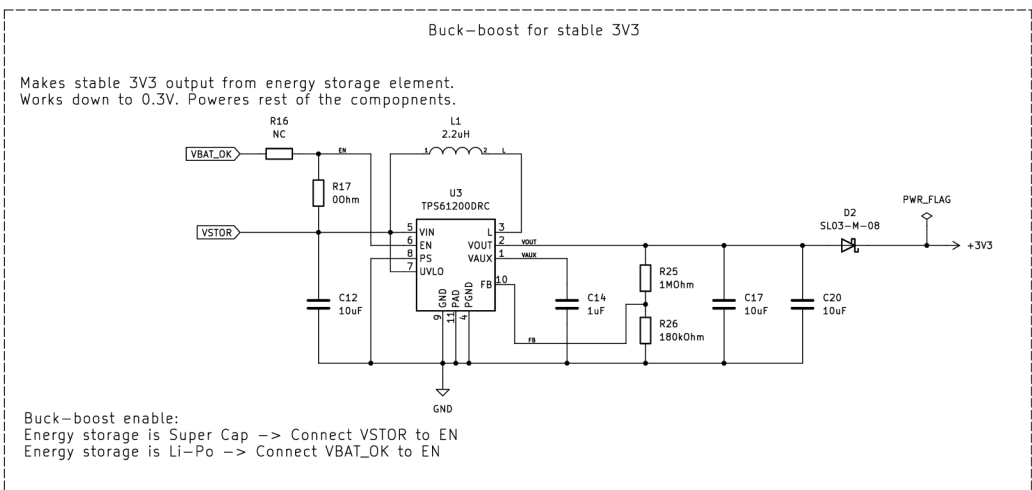 Buck-boost for stable 3V3
Makes stable 3V3 output from energy storage element.
Works down to 0.3V. Poweres rest of the compopnents.
R16
NC
VBAT_OK
EN
R17
0Ohm
VSTOR
L1
2.2uH
1
2
L
U3
TPS61200DRC
5
VIN
6
EN
8
PS
7
UVLO
L
3
VOUT
2
VAUX
1
FB
10
GND
PAD
PGND
9
11
4
VOUT
VAUX
FB
C12
10uF
C14
1uF
R25
1MOhm
R26
180kOhm
C17
10uF
C20
10uF
D2
SL03-M-08
PWR_FLAG
+3V3
GND
Buck-boost enable:
Energy storage is Super Cap -> Connect VSTOR to EN
Energy storage is Li-Po -> Connect VBAT_OK to EN